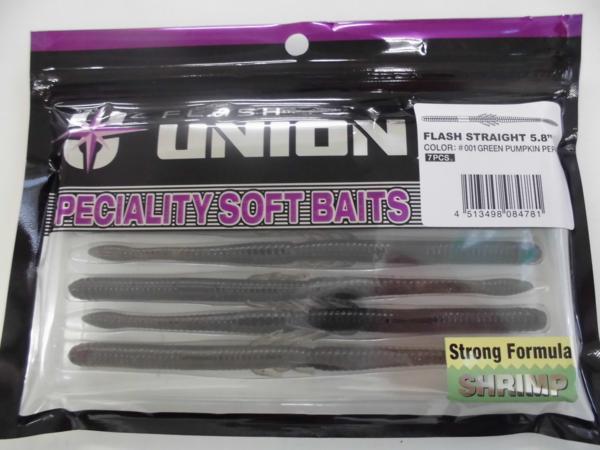 FLASH
UNION
PECIALITY SOFT BAITS
FLASH STRAIGHT 5.8"
COLOR: #001 GREEN PUMPKIN PEP
7PCS.
4 513498 084781
Strong Formula
SHRIMP